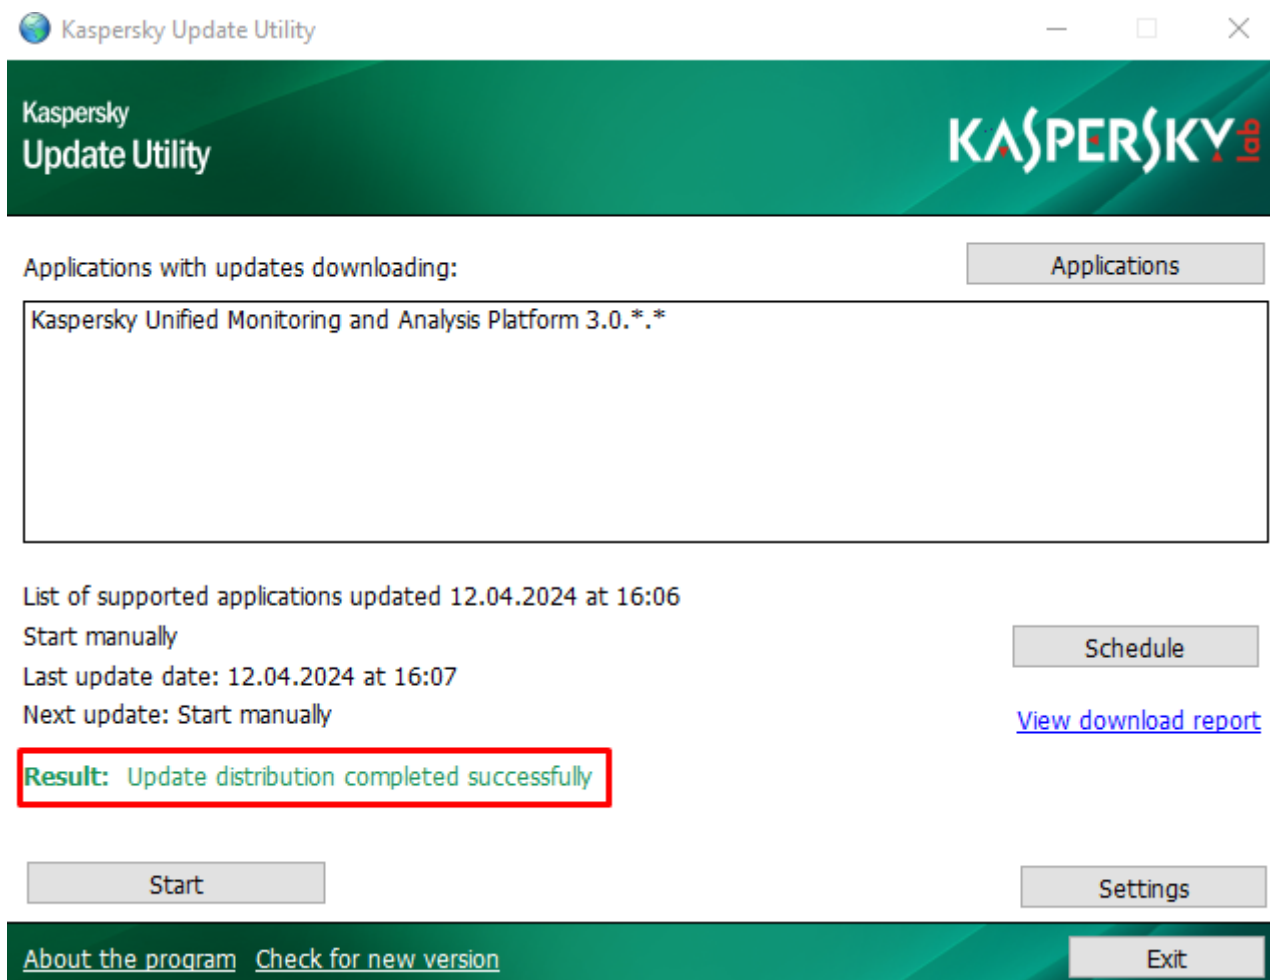 Kaspersky Update Utility
Kaspersky
Update Utility
KASPERSKY lab
Applications with updates downloading:
Applications
Kaspersky Unified Monitoring and Analysis Platform 3.0.*.*
List of supported applications updated 12.04.2024 at 16:06
Start manually
Schedule
Last update date: 12.04.2024 at 16:07
Next update: Start manually
View download report
Result: Update distribution completed successfully
Start
Settings
About the program Check for new version
Exit